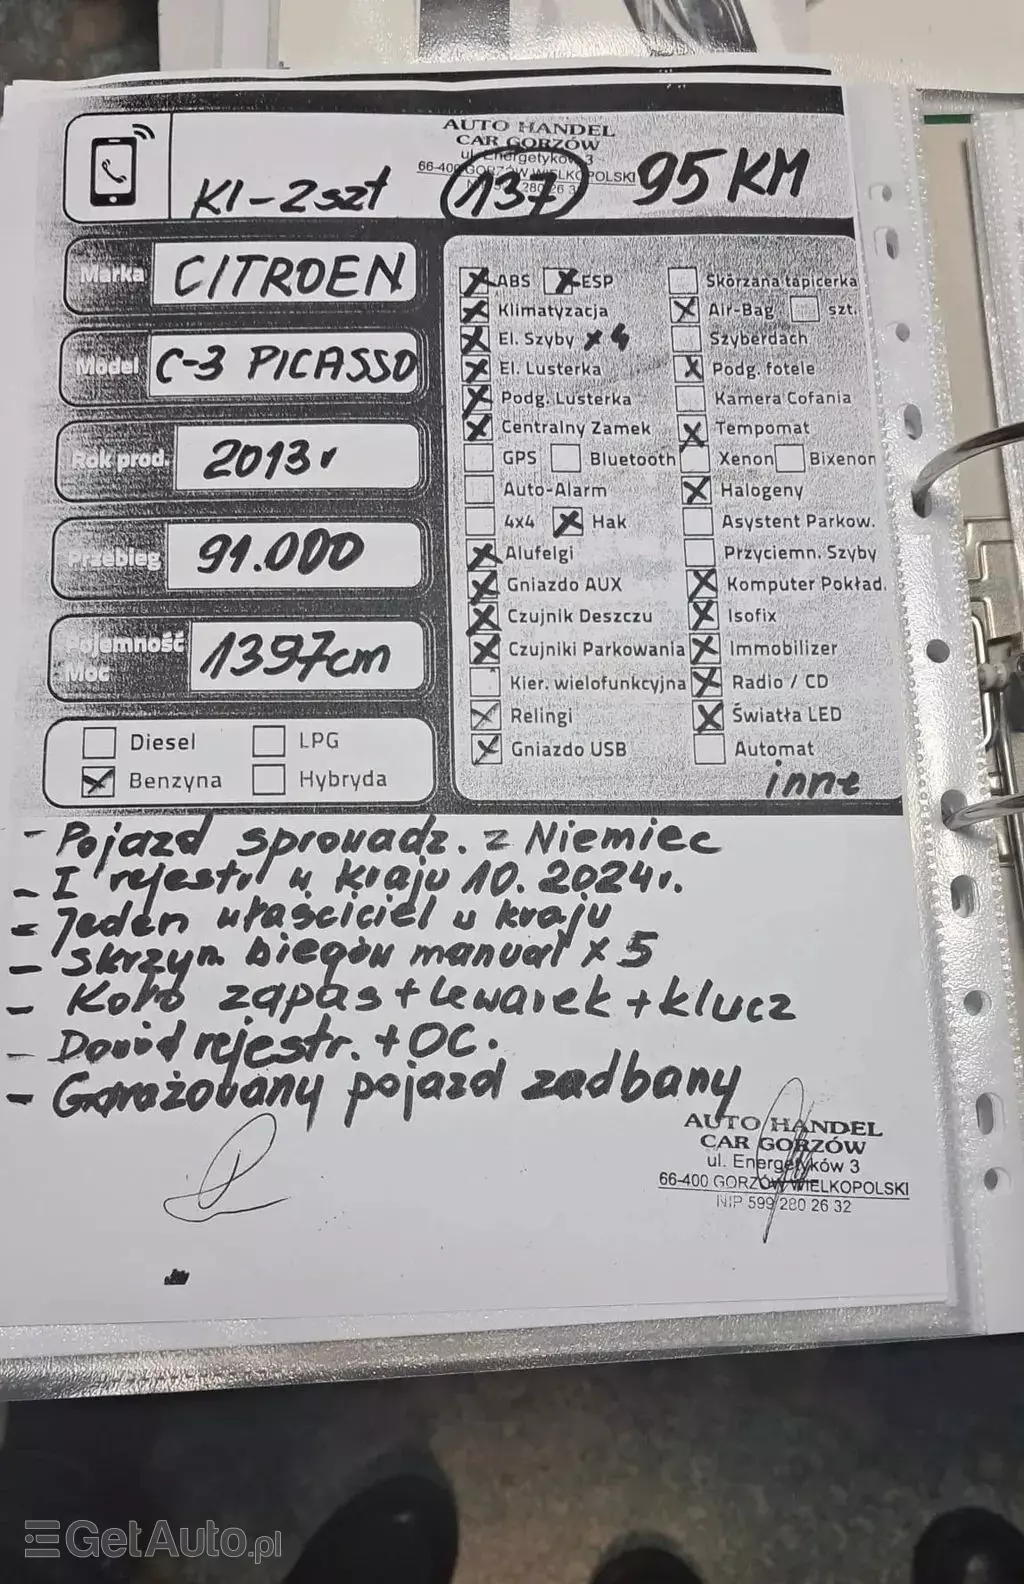 AUTO HANDEL
CAR GORZÓW
ul. Energetyków 3
66-400 GORZÓW WIELKOPOLSKI
Kl-2szt 137 95 KM
Marka CITROEN
Model C-3 PICASSO
Rok prod. 2013r
Przebieg 91.000
Pojemność
Moc 1397cm
Diesel LPG
Benzyna Hybryda
ABS ESP Skórzana tapicerka
Klimatyzacja Air-Bag szt.
El. Szyby x 4 Szyberdach
El. Lusterka Podg. fotele
Podg. Lusterka Kamera Cofania
Centralny Zamek Tempomat
GPS Bluetooth Xenon Bixenon
Auto-Alarm Halogeny
4x4 Hak Asystent Parkow.
Alufelgi Przyciemn. Szyby
Gniazdo AUX Komputer Pokład.
Czujnik Deszczu Isofix
Czujniki Parkowania Immobilizer
Kier. wielofunkcyjna Radio / CD
Relingi Światła LED
Gniazdo USB Automat
inne
- Pojazd sprowadz. z Niemiec
- I rejestr. w kraju 10.2024r.
- Jeden właściciel w kraju
- skrzyn. biegów manual x 5
- Koło zapas + lewarek + klucz
- Dowód rejestr. + OC.
- Garażowany pojazd zadbany
AUTO HANDEL
CAR GORZÓW
ul. Energetyków 3
66-400 GORZÓW WIELKOPOLSKI
NIP 599 280 26 32
GetAuto.pl